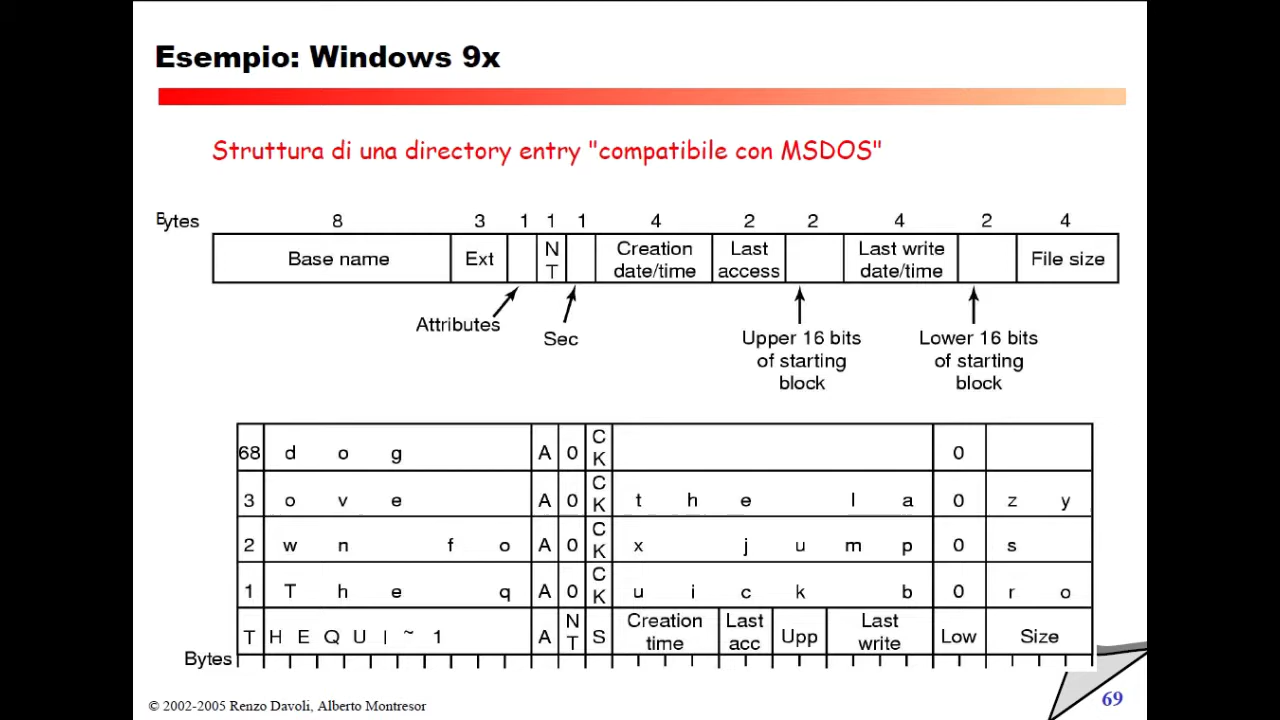 Esempio: Windows 9x
Struttura di una directory entry "compatibile con MSDOS"
Bytes 8 3 1 1 1 4 2 2 4 2 4
Base name Ext N T Creation date/time Last access Last write date/time File size
Attributes Sec Upper 16 bits of starting block Lower 16 bits of starting block
68 d o g A 0 C K 0
3 o v e A 0 C K t h e l a 0 z y
2 w n f o A 0 C K x j u m p 0 s
1 T h e q A 0 C K u i c k b 0 r o
T H E Q U I ~ 1 A N T S Creation time Last acc Upp Last write Low Size
Bytes
© 2002-2005 Renzo Davoli, Alberto Montresor
69